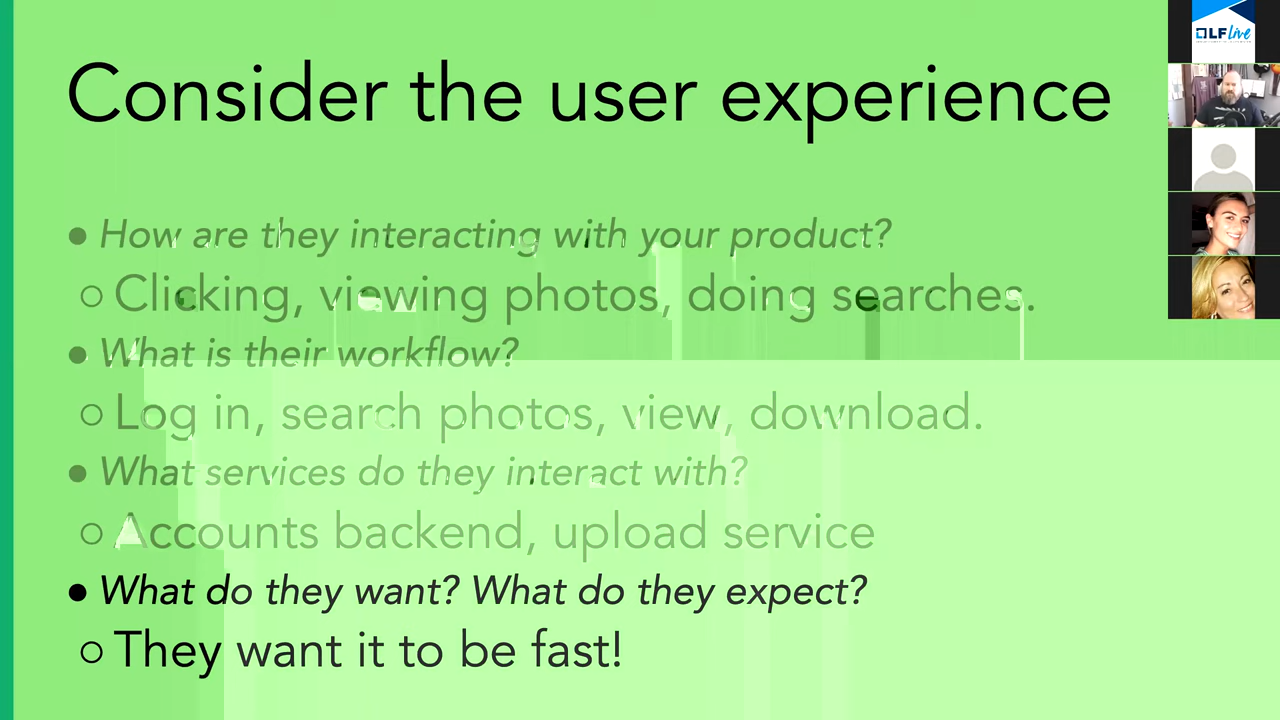 Consider the user experience
● How are they interacting with your product?
○ Clicking, viewing photos, doing searches.
● What is their workflow?
○ Log in, search photos, view, download.
● What services do they interact with?
○ Accounts backend, upload service
● What do they want? What do they expect?
○ They want it to be fast!
LF Live